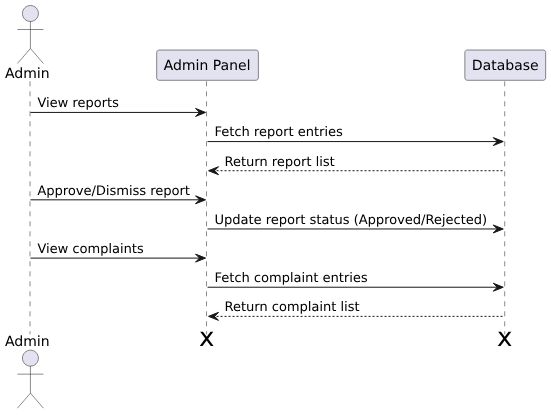 Admin
Admin Panel
Database
View reports
Fetch report entries
Return report list
Approve/Dismiss report
Update report status (Approved/Rejected)
View complaints
Fetch complaint entries
Return complaint list
Admin